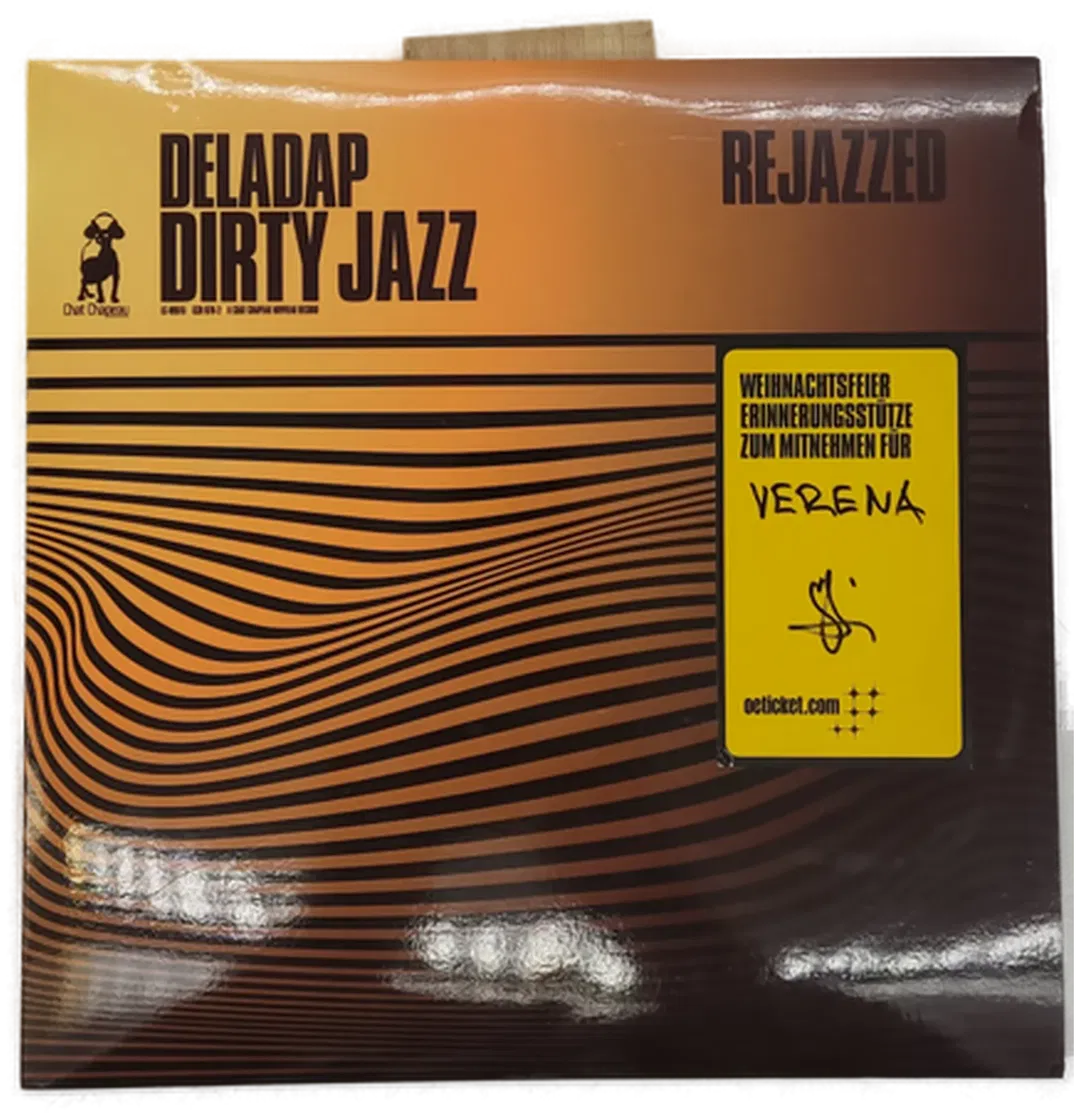 DELADAP
DIRTY JAZZ
REJAZZED
Chat Chapeau
WEIHNACHTSFEIER
ERINNERUNGSSTÜTZE
ZUM MITNEHMEN FÜR
VERENA
oeticket.com